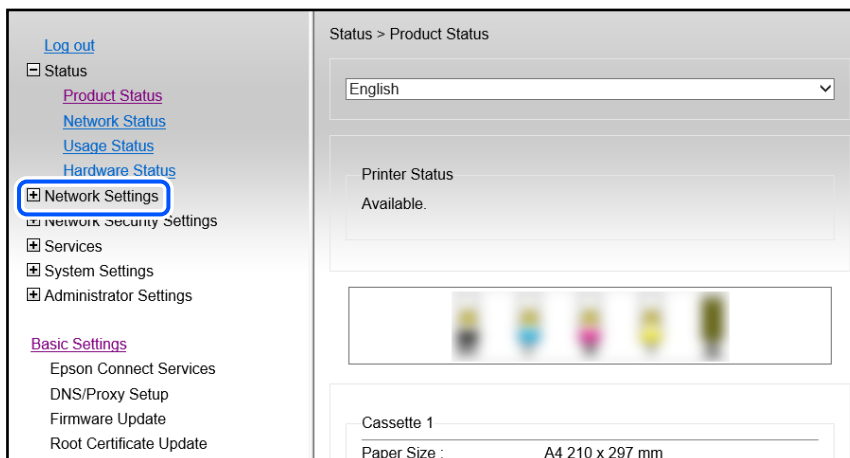 Log out
Status
Product Status
Network Status
Usage Status
Hardware Status
Network Settings
Network Security Settings
Services
System Settings
Administrator Settings
Basic Settings
Epson Connect Services
DNS/Proxy Setup
Firmware Update
Root Certificate Update
Status > Product Status
English
Printer Status
Available.
Cassette 1
Paper Size : A4 210 x 297 mm